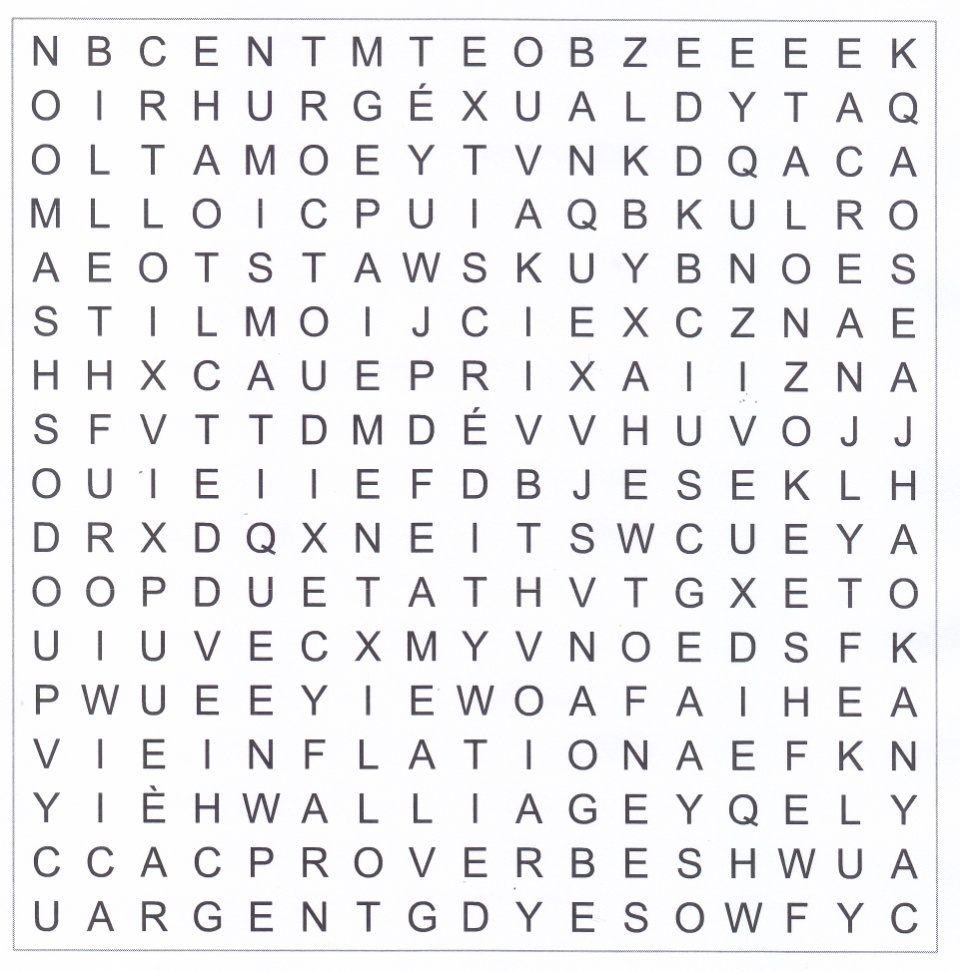 N B C E N T M T E O B Z E E E E K
O I R H U R G É X U A L D Y T A Q
O L T A M O E Y T V N K D Q A C A
M L L O I C P U I A Q B K U L R O
A E O T S T A W S K U Y B N O E S
S T I L M O I J C I E X C Z N A E
H H X C A U E P R I X A I I Z N A
S F V T T D M D É V V H U V O J J
O U I E I I E F D B J E S E K L H
D R X D Q X N E I T S W C U E Y A
O O P D U E T A T H V T G X E T O
U I U V E C X M Y V N O E D S F K
P W U E E Y I E W O A F A I H E A
V I E I N F L A T I O N A E F K N
Y I È H W A L L I A G E Y Q E L Y
C C A C P R O V E R B E S H W U A
U A R G E N T G D Y E S O W F Y C